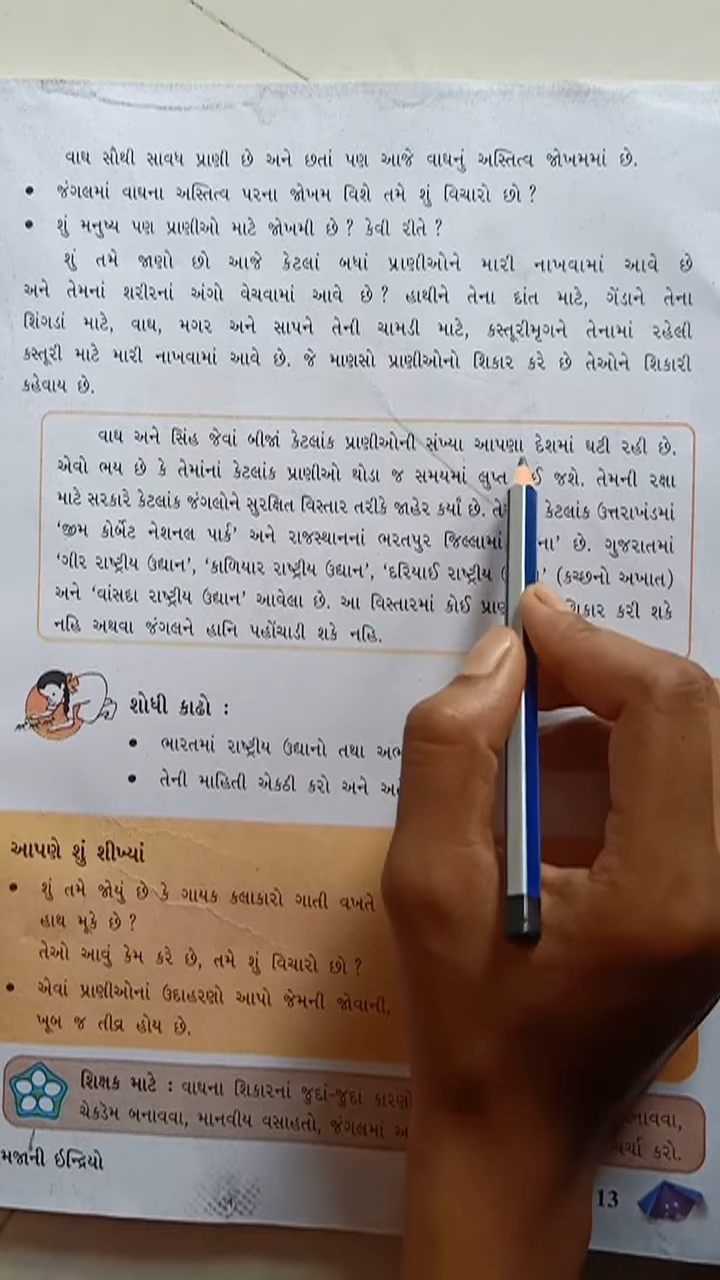 વાઘ સૌથી સાવધ પ્રાણી છે અને છતાં પણ આજે વાઘનું અસ્તિત્વ જોખમમાં છે.
• જંગલમાં વાઘના અસ્તિત્વ પરના જોખમ વિશે તમે શું વિચારો છો ?
• શું મનુષ્ય પણ પ્રાણીઓ માટે જોખમી છે ? કેવી રીતે ?
શું તમે જાણો છો આજે કેટલાં બધાં પ્રાણીઓને મારી નાખવામાં આવે છે
અને તેમનાં શરીરનાં અંગો વેચવામાં આવે છે ? હાથીને તેના દાંત માટે, ગેંડાને તેના
શિંગડાં માટે, વાઘ, મગર અને સાપને તેની ચામડી માટે, કસ્તૂરીમૃગને તેનામાં રહેલી
કસ્તૂરી માટે મારી નાખવામાં આવે છે. જે માણસો પ્રાણીઓનો શિકાર કરે છે તેઓને શિકારી
કહેવાય છે.
વાઘ અને સિંહ જેવાં બીજાં કેટલાંક પ્રાણીઓની સંખ્યા આપણા દેશમાં ઘટી રહી છે.
એવો ભય છે કે તેમાંનાં કેટલાંક પ્રાણીઓ થોડા જ સમયમાં લુપ્ત જશે. તેમની રક્ષા
માટે સરકારે કેટલાંક જંગલોને સુરક્ષિત વિસ્તાર તરીકે જાહેર કર્યાં છે. કેટલાંક ઉત્તરાખંડમાં
‘જીમ કોર્બેટ નેશનલ પાર્ક’ અને રાજસ્થાનનાં ભરતપુર જિલ્લામાં છે. ગુજરાતમાં
‘ગીર રાષ્ટ્રીય ઉદ્યાન’, ‘કાળિયાર રાષ્ટ્રીય ઉદ્યાન’, ‘દરિયાઈ રાષ્ટ્રીય (કચ્છનો અખાત)
અને ‘વાંસદા રાષ્ટ્રીય ઉદ્યાન’ આવેલા છે. આ વિસ્તારમાં કોઈ શિકાર કરી શકે
નહિ અથવા જંગલને હાનિ પહોંચાડી શકે નહિ.
શોધી કાઢો :
• ભારતમાં રાષ્ટ્રીય ઉદ્યાનો તથા
• તેની માહિતી એકઠી કરો અને
આપણે શું શીખ્યાં
• શું તમે જોયું છે કે ગાયક કલાકારો ગાતી વખતે
હાથ મૂકે છે ?
તેઓ આવું કેમ કરે છે, તમે શું વિચારો છો ?
• એવાં પ્રાણીઓનાં ઉદાહરણો આપો જેમની જોવાની,
ખૂબ જ તીવ્ર હોય છે.
શિક્ષક માટે : વાઘના શિકારનાં જુદાં-જુદાં
ચેકડૅમ બનાવવા, માનવીય વસાહતો, જંગલમાં
કરો.
મજાની ઈન્દ્રિયો
13